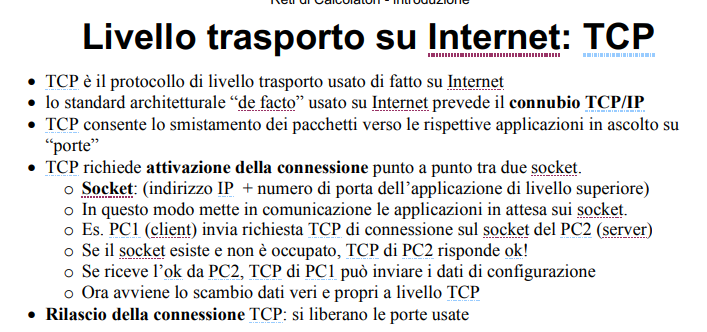 Reti di Calcolatori - Introduzione
Livello trasporto su Internet: TCP
• TCP è il protocollo di livello trasporto usato di fatto su Internet
• lo standard architetturale “de facto” usato su Internet prevede il connubio TCP/IP
• TCP consente lo smistamento dei pacchetti verso le rispettive applicazioni in ascolto su
“porte”
• TCP richiede attivazione della connessione punto a punto tra due socket.
o Socket: (indirizzo IP + numero di porta dell’applicazione di livello superiore)
o In questo modo mette in comunicazione le applicazioni in attesa sui socket.
o Es. PC1 (client) invia richiesta TCP di connessione sul socket del PC2 (server)
o Se il socket esiste e non è occupato, TCP di PC2 risponde ok!
o Se riceve l’ok da PC2, TCP di PC1 può inviare i dati di configurazione
o Ora avviene lo scambio dati veri e propri a livello TCP
• Rilascio della connessione TCP: si liberano le porte usate